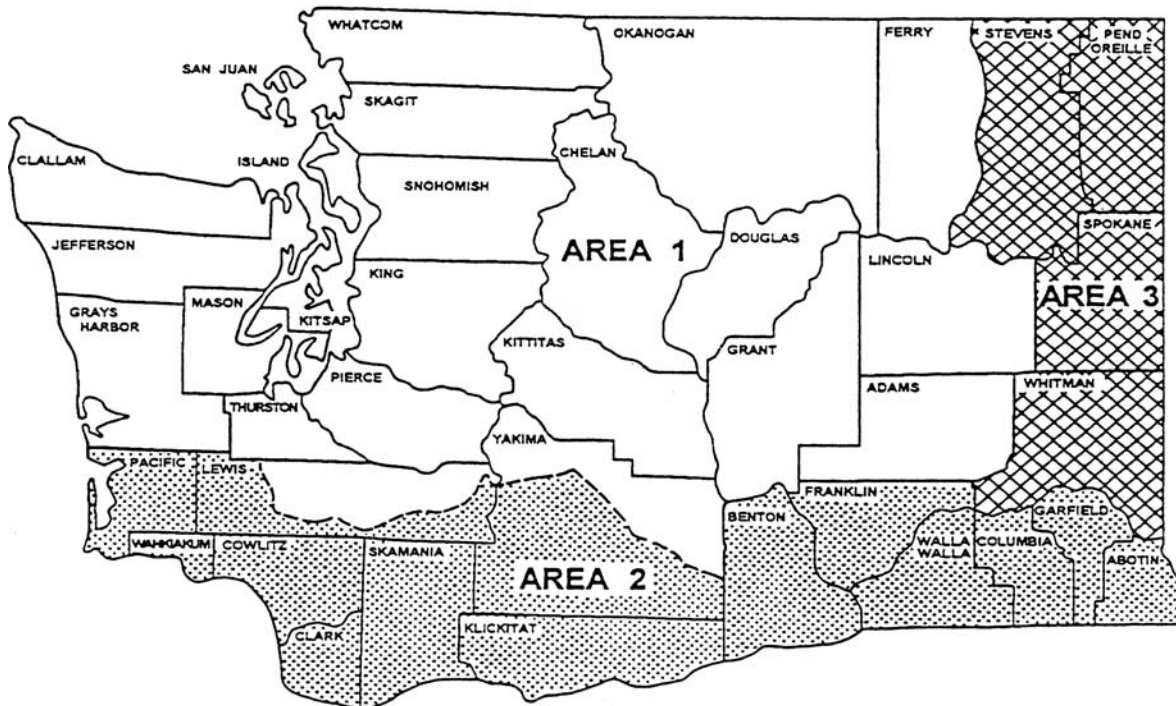 WHATCOM
OKANOGAN
FERRY
STEVENS
PEND
OREILLE
SAN JUAN
SKAGIT
CLALLAM
ISLAND
CHELAN
SNOHOMISH
JEFFERSON
DOUGLAS
SPOKANE
AREA 1
LINCOLN
KING
MASON
GRAYS
HARBOR
KITSAP
AREA 3
KITTITAS
GRANT
PIERCE
ADAMS
WHITMAN
THURSTON
YAKIMA
PACIFIC
LEWIS
FRANKLIN
BENTON
GARFIELD
WAHKIAKUM
COWLITZ
SKAMANIA
WALLA
WALLA
COLUMBIA
AREA 2
ABOTIN
KLICKITAT
CLARK